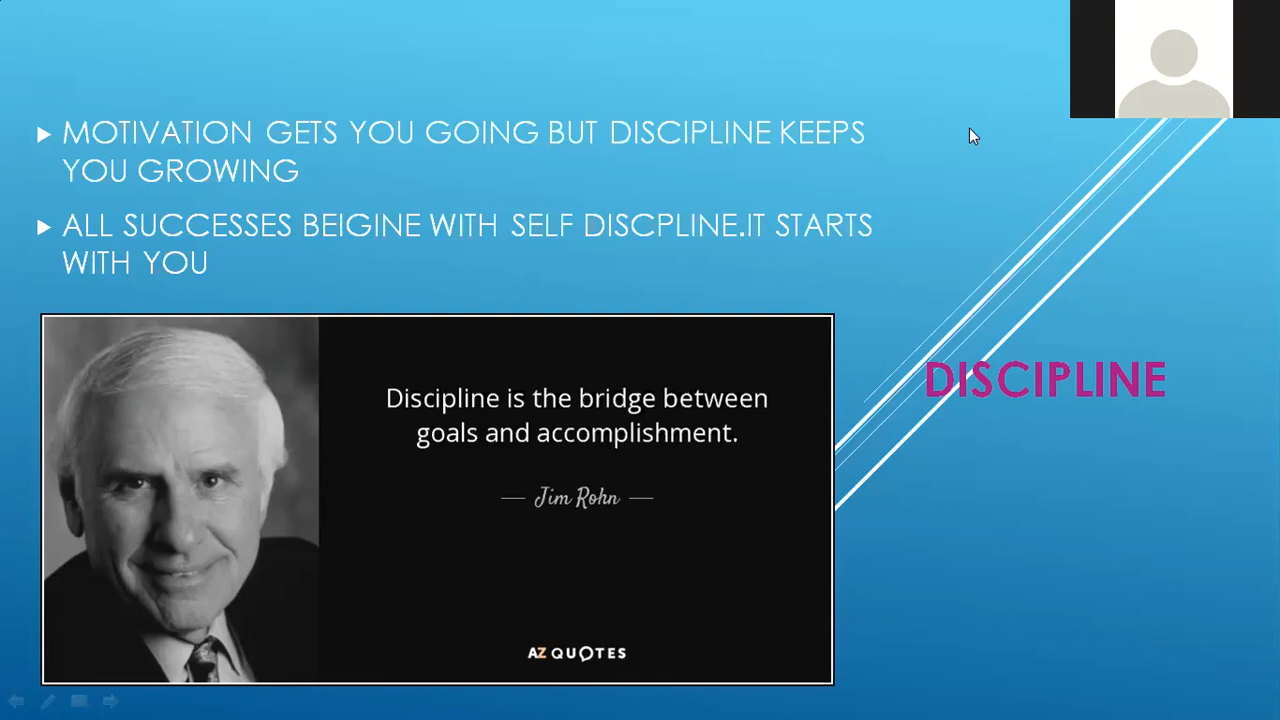 MOTIVATION GETS YOU GOING BUT DISCIPLINE KEEPS
YOU GROWING
ALL SUCCESSES BEIGINE WITH SELF DISCPLINE.IT STARTS
WITH YOU
Discipline is the bridge between
goals and accomplishment.
Jim Rohn
AZ QUOTES
DISCIPLINE